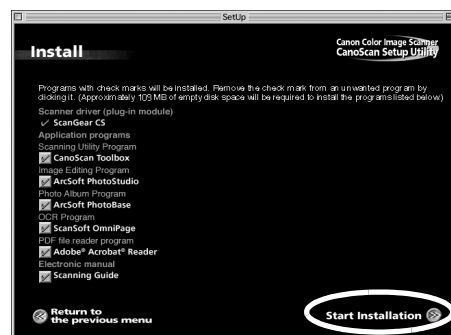 SetUp
Install
Canon Color Image Scanner
CanoScan Setup Utility
Programs with check marks will be installed. Remove the check mark from an unwanted program by
clicking it. (Approximately 109 MB of empty disk space will be required to install the programs listed below.)
Scanner driver (plug-in module)
ScanGear CS
Application programs
Scanning Utility Program
CanoScan Toolbox
Image Editing Program
ArcSoft PhotoStudio
Photo Album Program
ArcSoft PhotoBase
OCR Program
ScanSoft OmniPage
PDF file reader program
Adobe® Acrobat® Reader
Electronic manual
Scanning Guide
Return to
the previous menu
Start Installation